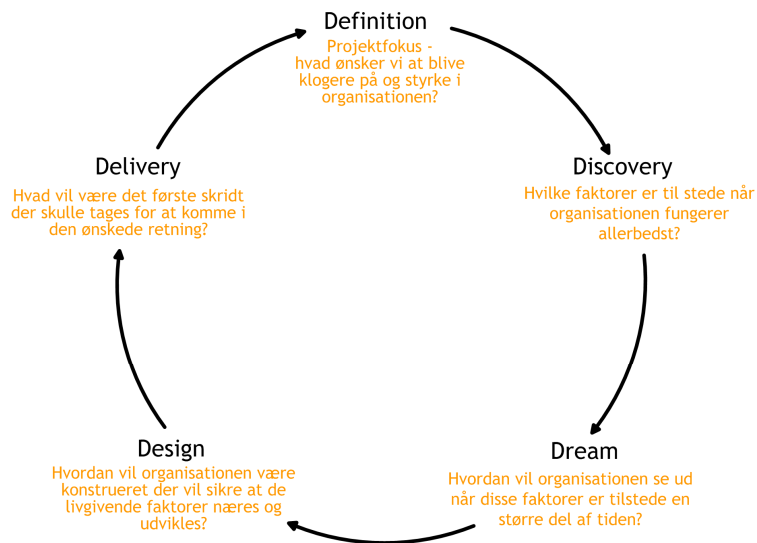 Definition
Projektfokus -
hvad ønsker vi at blive
klogere på og styrke i
organisationen?
Discovery
Hvilke faktorer er til stede når
organisationen fungerer
allerbedst?
Dream
Hvordan vil organisationen se ud
når disse faktorer er tilstede en
større del af tiden?
Design
Hvordan vil organisationen være
konstrueret der vil sikre at de
livgivende faktorer næres og
udvikles?
Delivery
Hvad vil være det første skridt
der skulle tages for at komme i
den ønskede retning?